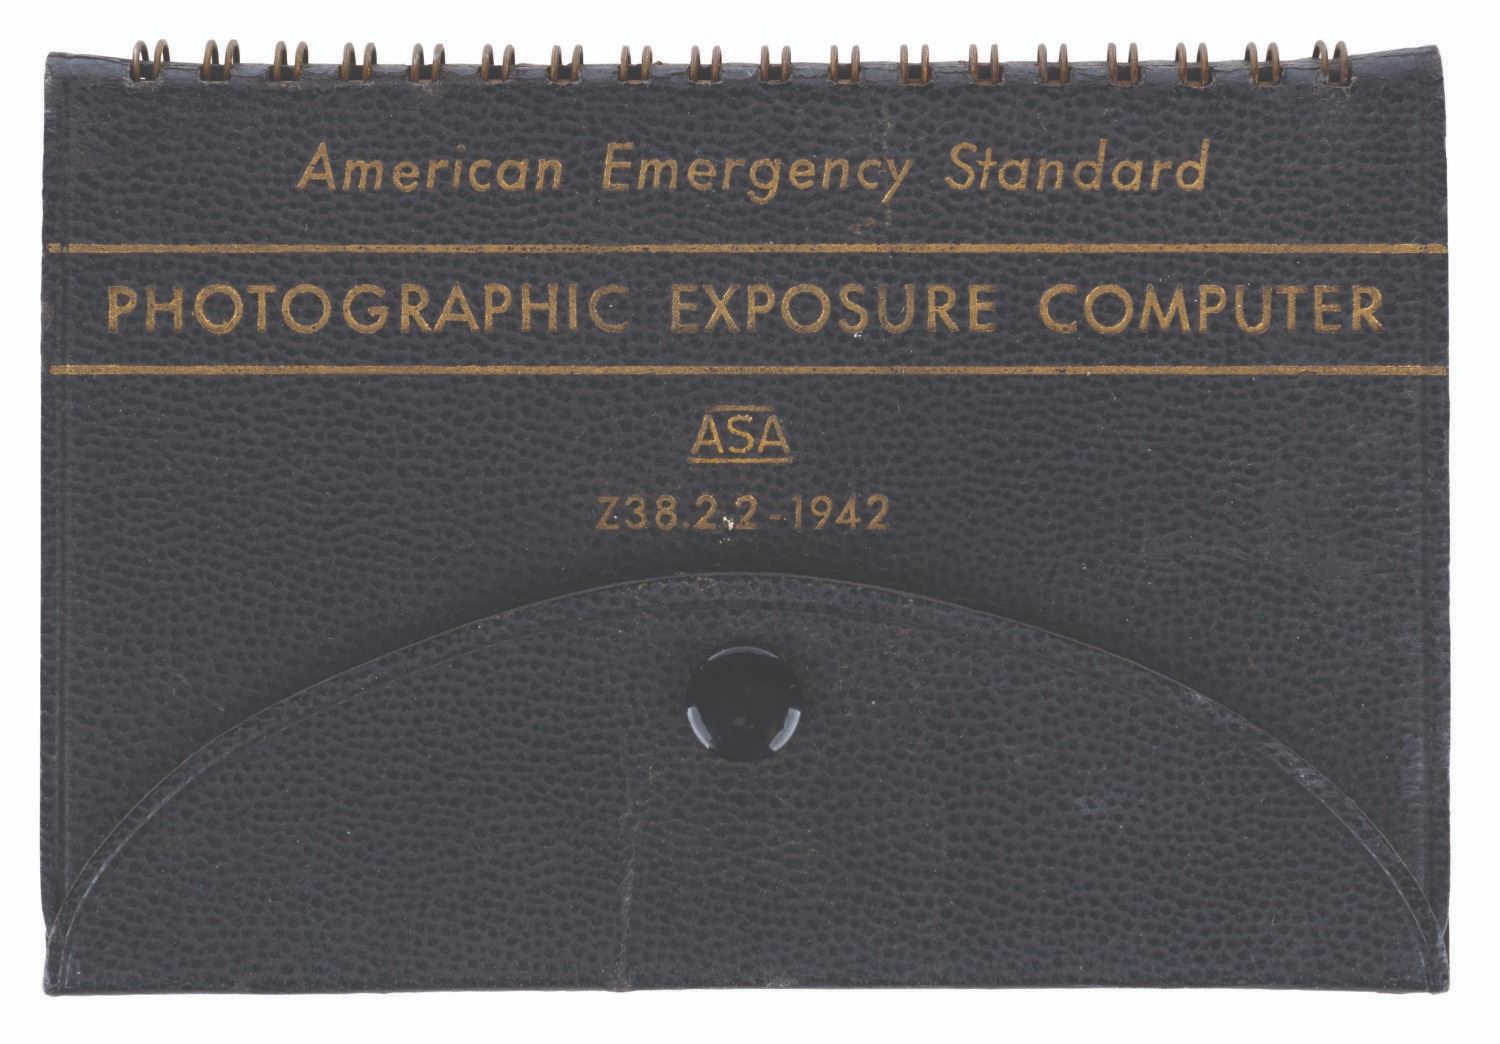 American Emergency Standard
PHOTOGRAPHIC EXPOSURE COMPUTER
ASA
Z38.2.2-1942